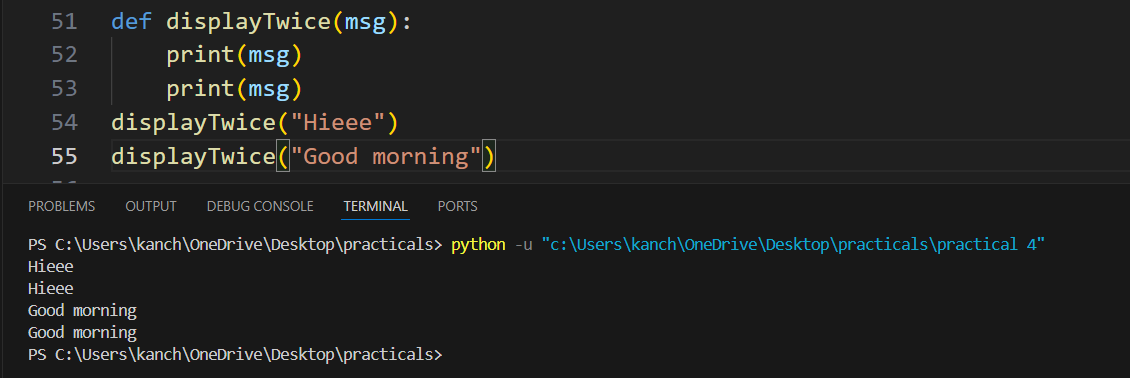 51 def displayTwice(msg):
52 print(msg)
53 print(msg)
54 displayTwice("Hieee")
55 displayTwice("Good morning")
PROBLEMS OUTPUT DEBUG CONSOLE TERMINAL PORTS
PS C:\Users\kanch\OneDrive\Desktop\practicals> python -u "c:\Users\kanch\OneDrive\Desktop\practicals\practical 4"
Hieee
Hieee
Good morning
Good morning
PS C:\Users\kanch\OneDrive\Desktop\practicals>